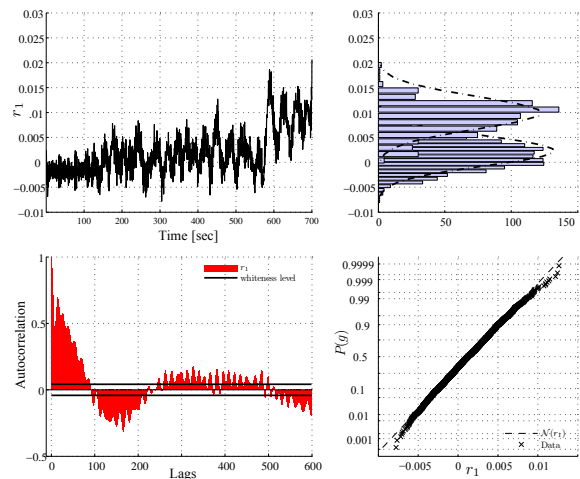 0.03
0.025
0.02
0.015
0.01
0.005
0
−0.005
−0.01
r1
100 200 300 400 500 600 700
Time [sec]
0.03
0.025
0.02
0.015
0.01
0.005
0
−0.005
−0.01
0 50 100 150
1
0.5
0
−0.5
Autocorrelation
r1
whiteness level
0 100 200 300 400 500 600
Lags
0.9999
0.999
0.99
0.9
0.5
0.1
0.01
0.001
P(g)
N(r1)
Data
−0.005 0 0.005 0.01
r1